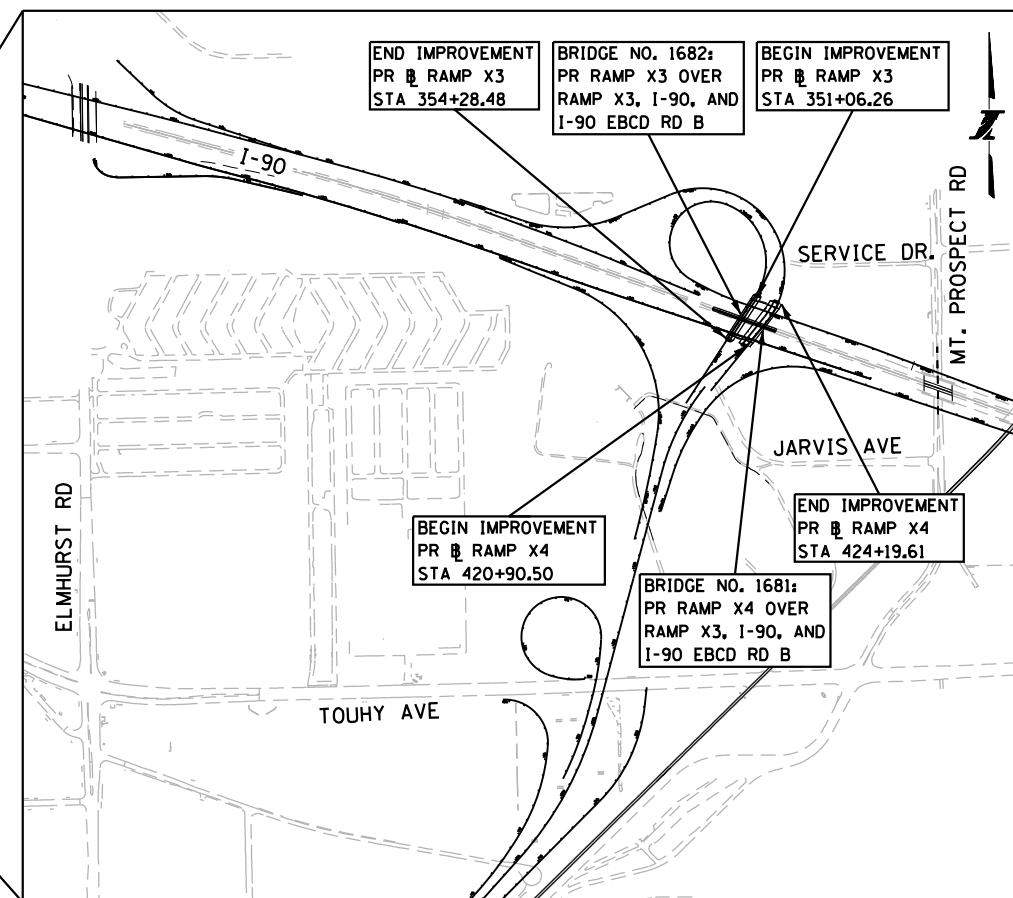 END IMPROVEMENT
PR ℄ RAMP X3
STA 354+28.48
BRIDGE NO. 1682:
PR RAMP X3 OVER
RAMP X3, I-90, AND
I-90 EBCD RD B
BEGIN IMPROVEMENT
PR ℄ RAMP X3
STA 351+06.26
I-90
SERVICE DR.
MT. PROSPECT RD
JARVIS AVE
ELMHURST RD
BEGIN IMPROVEMENT
PR ℄ RAMP X4
STA 420+90.50
END IMPROVEMENT
PR ℄ RAMP X4
STA 424+19.61
BRIDGE NO. 1681:
PR RAMP X4 OVER
RAMP X3, I-90, AND
I-90 EBCD RD B
TOUHY AVE